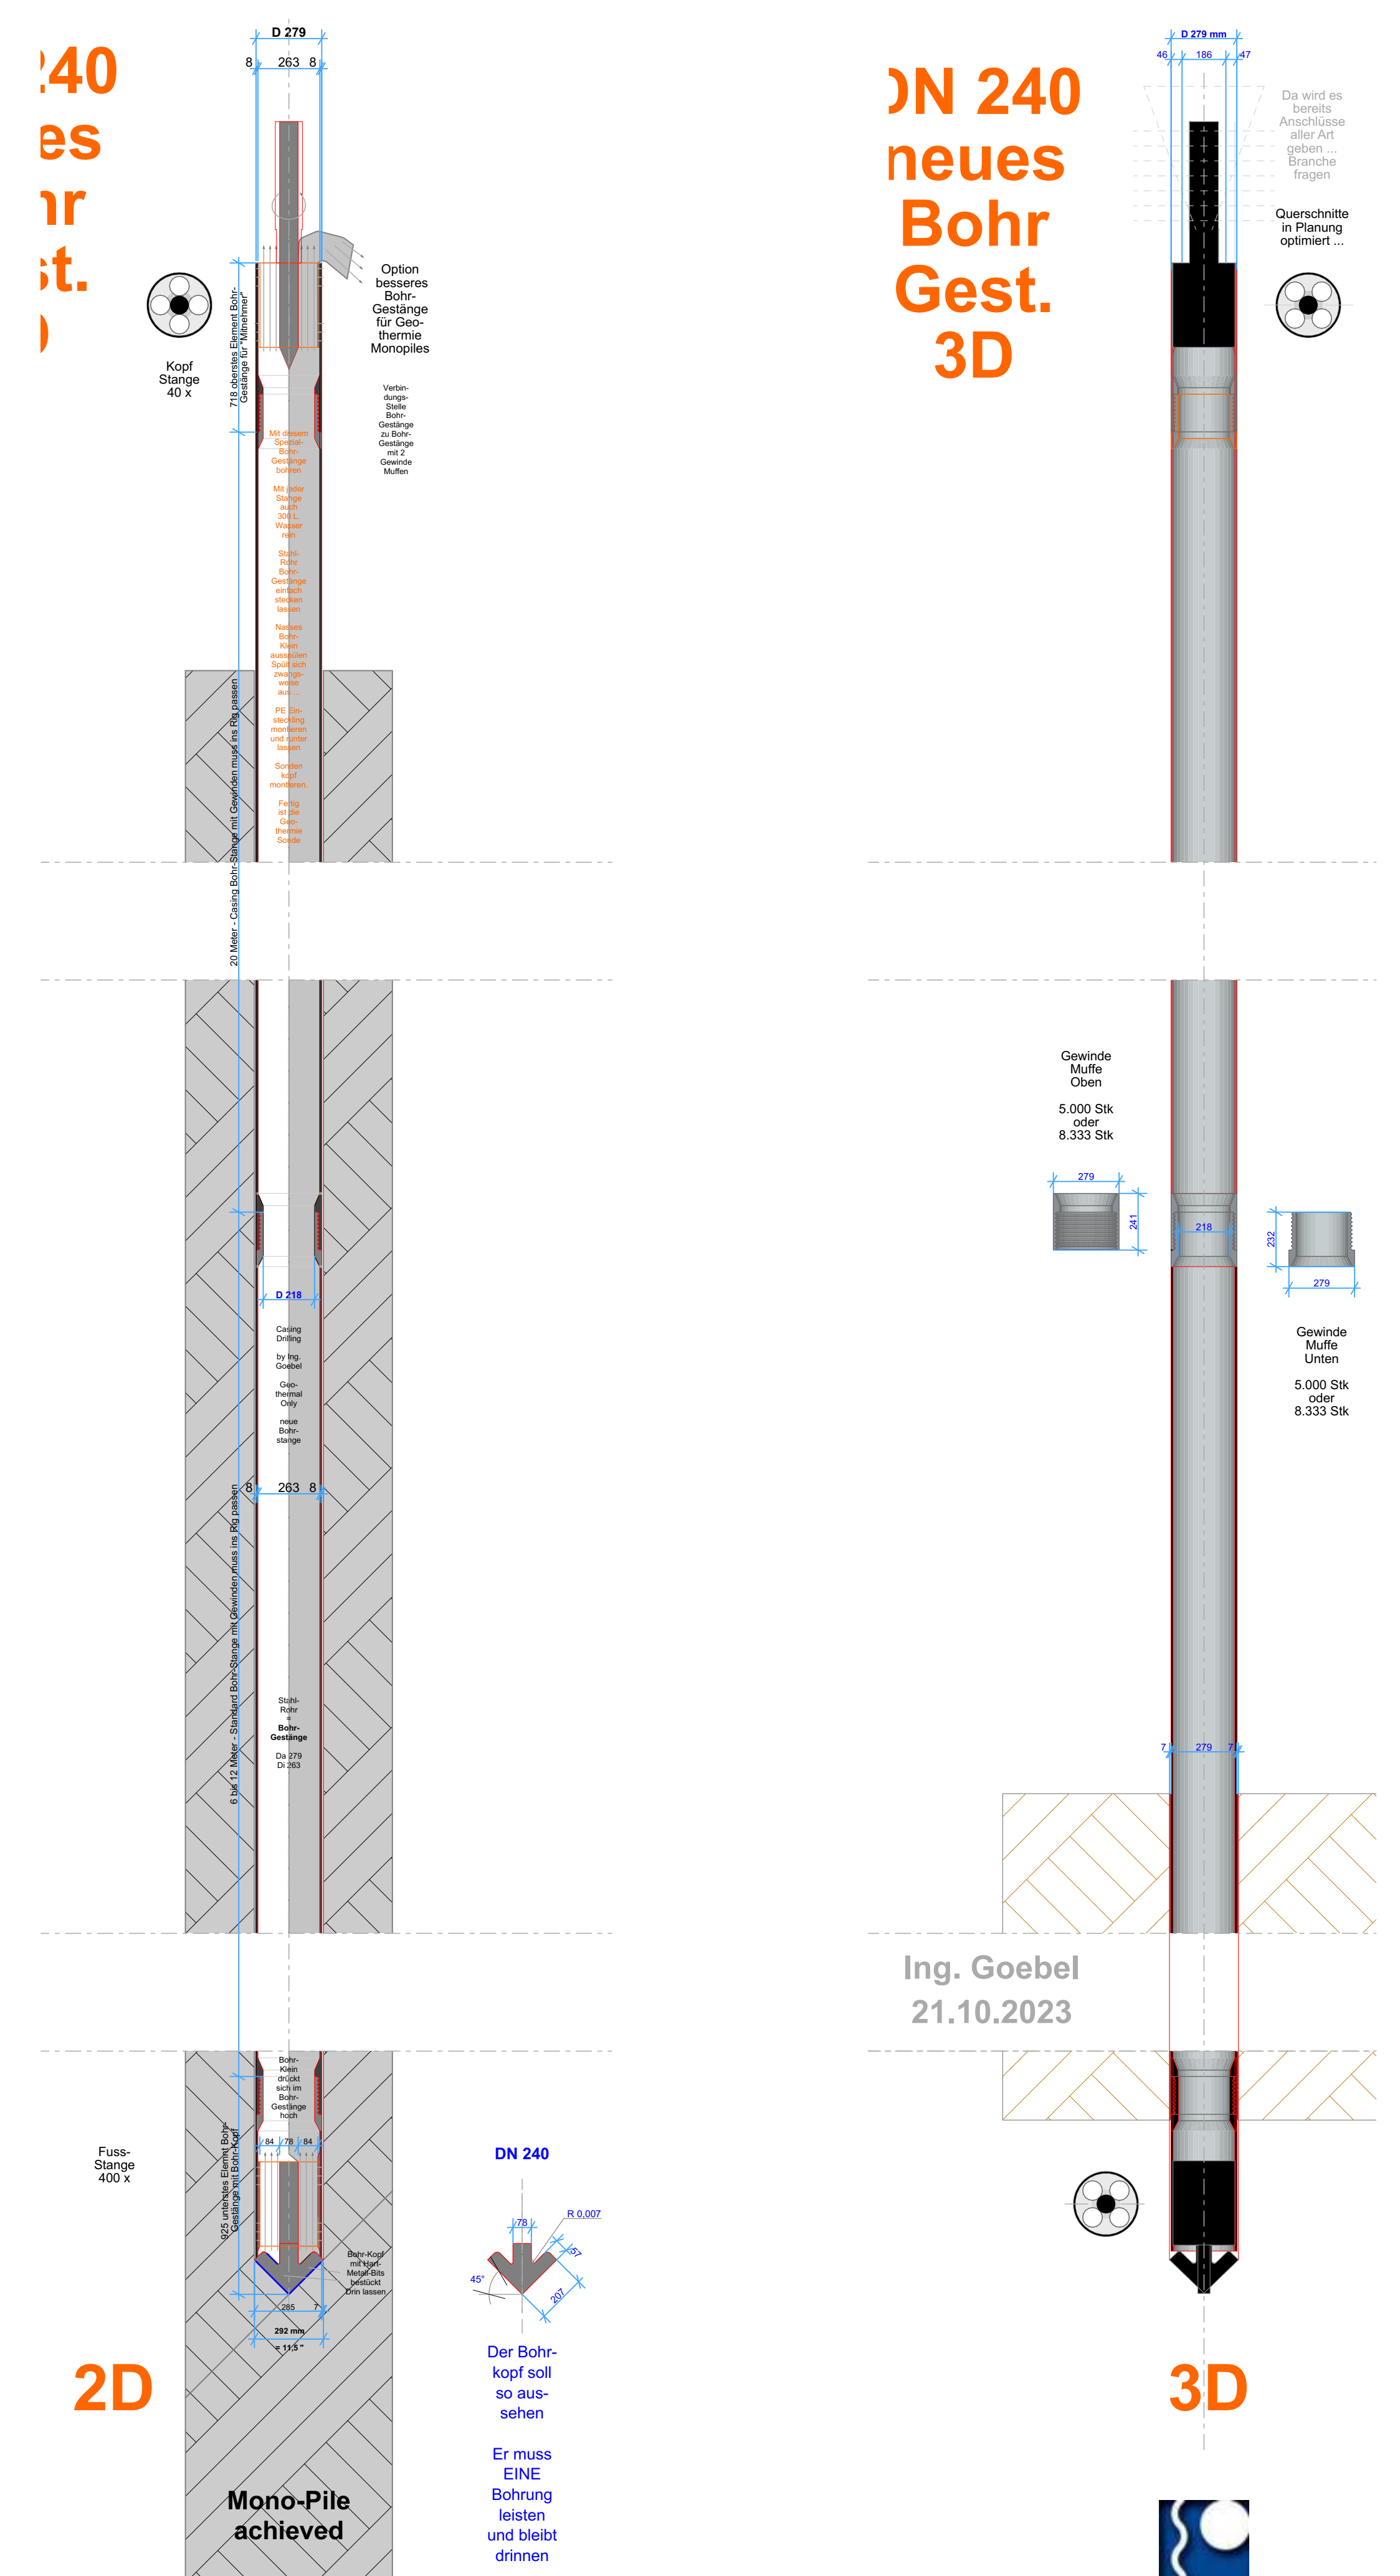 D 279
8 263 8
240
es
hr
st.
Kopf
Stange
40 x
718 oberstes Element Bohr-
Gestänge für "Mitnehmer"
Option
besseres
Bohr-
Gestänge
für Geo-
thermie
Monopiles
Verbin-
dungs-
Stelle
Bohr-
Gestänge
zu Bohr-
Gestänge
mit 2
Gewinde
Muffen
Mit diesem
Spezial-
Bohr-
Gestänge
bohren
Mit jeder
Stange
auch
300 L.
Wasser
rein
Stahl-
Rohr
Bohr-
Gestänge
einfach
stecken
lassen
Nasses
Bohr-
Klein
ausspülen
Spült sich
zwangs-
weise
aus ...
PE Ein-
steckling
montieren
und runter
lassen
Sonden
kopf
montieren.
Fertig
ist die
Geo-
thermie
Sonde
20 Meter - Casing Bohr-Stange mit Gewinden muss ins Rig passen
D 218
Casing
Drilling
by Ing.
Goebel
Geo-
thermal
Only
neue
Bohr-
stange
8 263 8
6 bis 12 Meter - Standard Bohr-Stange mit Gewinden muss ins Rig passen
Stahl-
Rohr
=
Bohr-
Gestänge
Da 279
Di 263
Bohr-
Klein
drückt
sich im
Bohr-
Gestänge
hoch
84 78 84
Fuss-
Stange
400 x
925 unterstes Elemnt Bohr-
Gestänge mit Bohr-Kopf
Bohr-Kopf
mit Hart-
Metall-Bits
bestückt
Drin lassen
285 7
292 mm
= 11,5 "
2D
Mono-Pile
achieved
DN 240
78
R 0,007
57
45°
207
Der Bohr-
kopf soll
so aus-
sehen
Er muss
EINE
Bohrung
leisten
und bleibt
drinnen
DN 240
neues
Bohr
Gest.
3D
D 279 mm
46 186 47
Da wird es
bereits
Anschlüsse
aller Art
geben ...
Branche
fragen
Querschnitte
in Planung
optimiert ...
Gewinde
Muffe
Oben
5.000 Stk
oder
8.333 Stk
279
241
218
232
279
Gewinde
Muffe
Unten
5.000 Stk
oder
8.333 Stk
7 279 7
Ing. Goebel
21.10.2023
3D